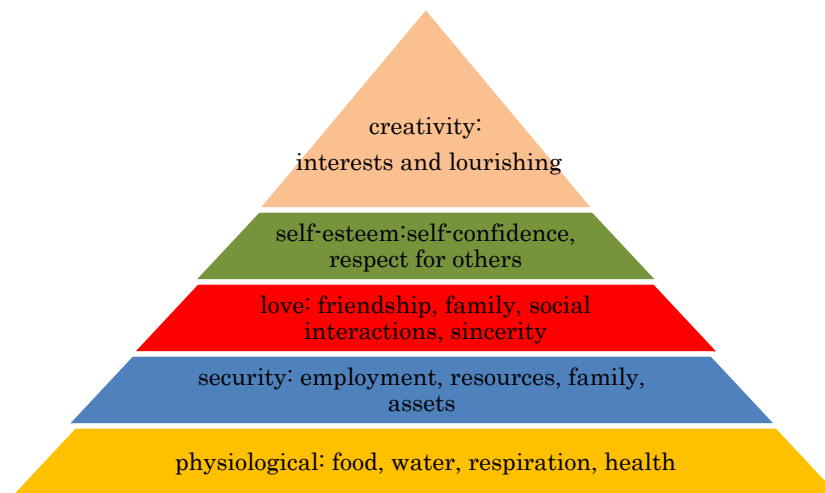 creativity:
interests and lourishing
self-esteem:self-confidence,
respect for others
love: friendship, family, social
interactions, sincerity
security: employment, resources, family,
assets
physiological: food, water, respiration, health